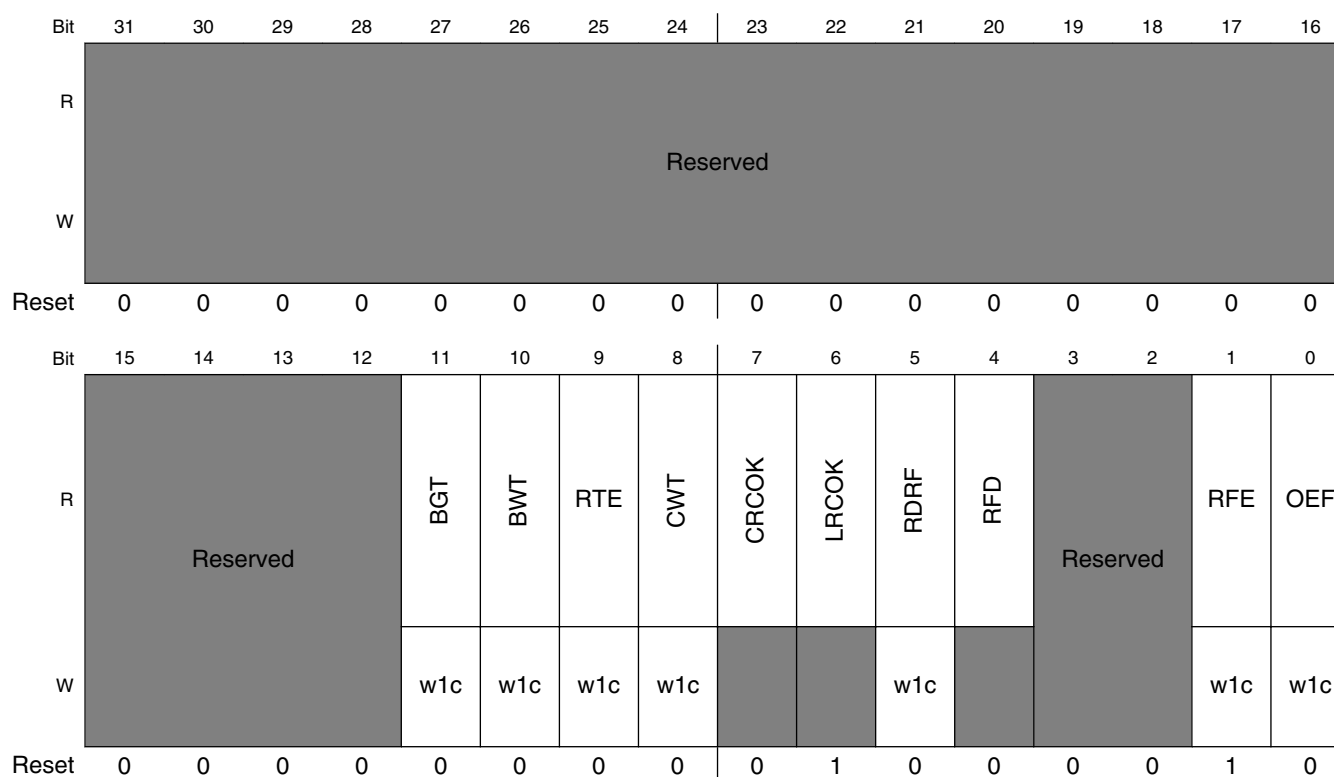 Bit 31 30 29 28 27 26 25 24 23 22 21 20 19 18 17 16
R
Reserved
W
Reset 0 0 0 0 0 0 0 0 0 0 0 0 0 0 0 0
Bit 15 14 13 12 11 10 9 8 7 6 5 4 3 2 1 0
R BGT BWT RTE CWT CRCOK LRCOK RDRF RFD RFE OEF
Reserved Reserved
W w1c w1c w1c w1c w1c w1c w1c
Reset 0 0 0 0 0 0 0 0 0 1 0 0 0 0 1 0